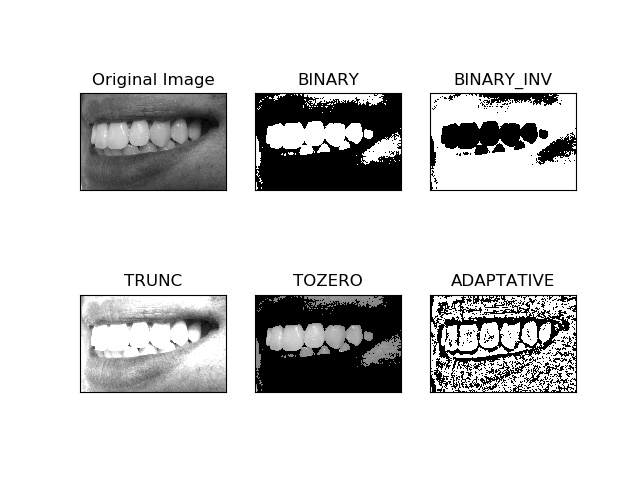 Original Image
BINARY
BINARY_INV
TRUNC
TOZERO
ADAPTATIVE